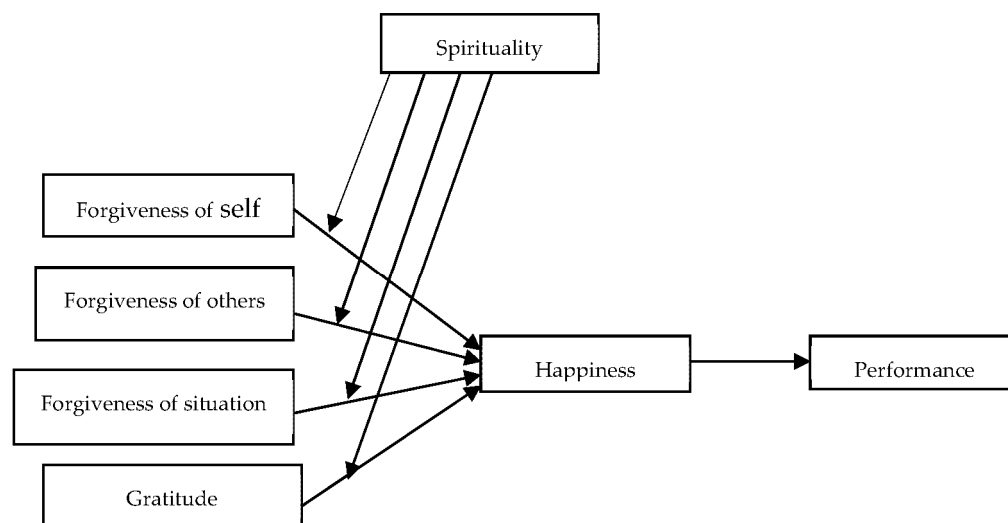 Spirituality
Forgiveness of self
Forgiveness of others
Happiness
Performance
Forgiveness of situation
Gratitude